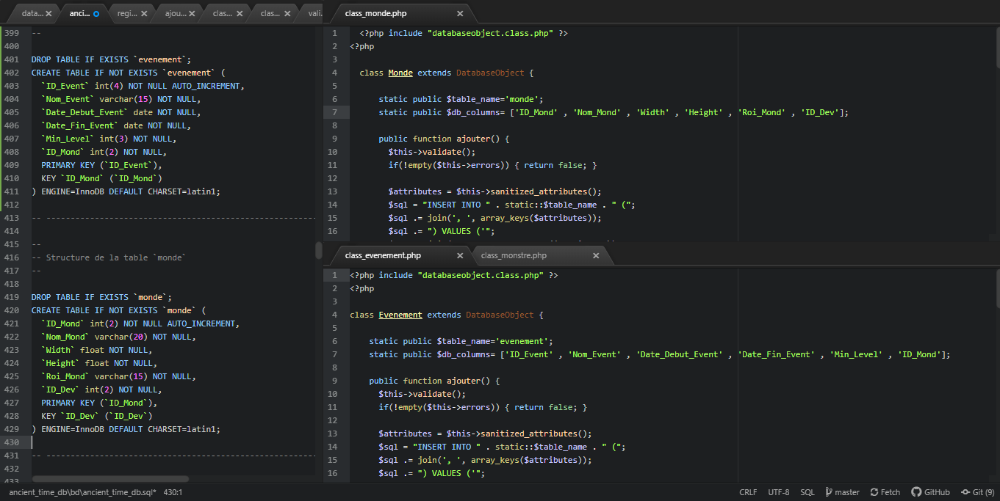 data...
anci...
regi...
ajou...
clas...
clas...
vali.
399 --
400
401 DROP TABLE IF EXISTS `evenement`;
402 CREATE TABLE IF NOT EXISTS `evenement` (
403 `ID_Event` int(4) NOT NULL AUTO_INCREMENT,
404 `Nom_Event` varchar(15) NOT NULL,
405 `Date_Debut_Event` date NOT NULL,
406 `Date_Fin_Event` date NOT NULL,
407 `Min_Level` int(3) NOT NULL,
408 `ID_Mond` int(2) NOT NULL,
409 PRIMARY KEY (`ID_Event`),
410 KEY `ID_Mond` (`ID_Mond`)
411 ) ENGINE=InnoDB DEFAULT CHARSET=latin1;
412
413 -- --------------------------------------------------------
414
415 --
416 -- Structure de la table `monde`
417 --
418
419 DROP TABLE IF EXISTS `monde`;
420 CREATE TABLE IF NOT EXISTS `monde` (
421 `ID_Mond` int(2) NOT NULL AUTO_INCREMENT,
422 `Nom_Mond` varchar(20) NOT NULL,
423 `Width` float NOT NULL,
424 `Height` float NOT NULL,
425 `Roi_Mond` varchar(15) NOT NULL,
426 `ID_Dev` int(2) NOT NULL,
427 PRIMARY KEY (`ID_Mond`),
428 KEY `ID_Dev` (`ID_Dev`)
429 ) ENGINE=InnoDB DEFAULT CHARSET=latin1;
430
431 -- --------------------------------------------------------
432
433
class_monde.php
1 <?php include "databaseobject.class.php" ?>
2 <?php
3
4 class Monde extends DatabaseObject {
5
6 static public $table_name='monde';
7 static public $db_columns= ['ID_Mond' , 'Nom_Mond' , 'Width' , 'Height' , 'Roi_Mond' , 'ID_Dev'];
8
9 public function ajouter() {
10 $this->validate();
11 if(!empty($this->errors)) { return false; }
12
13 $attributes = $this->sanitized_attributes();
14 $sql = "INSERT INTO " . static::$table_name . " (";
15 $sql .= join(', ', array_keys($attributes));
16 $sql .= ") VALUES ('";
class_evenement.php
class_monstre.php
1 <?php include "databaseobject.class.php" ?>
2 <?php
3
4 class Evenement extends DatabaseObject {
5
6 static public $table_name='evenement';
7 static public $db_columns= ['ID_Event' , 'Nom_Event' , 'Date_Debut_Event' , 'Date_Fin_Event' , 'Min_Level' , 'ID_Mond'];
8
9 public function ajouter() {
10 $this->validate();
11 if(!empty($this->errors)) { return false; }
12
13 $attributes = $this->sanitized_attributes();
14 $sql = "INSERT INTO " . static::$table_name . " (";
15 $sql .= join(', ', array_keys($attributes));
16 $sql .= ") VALUES ('";
ancient_time_db\bd\ancient_time_db.sql* 430:1
CRLF UTF-8 SQL master Fetch GitHub Git (9)